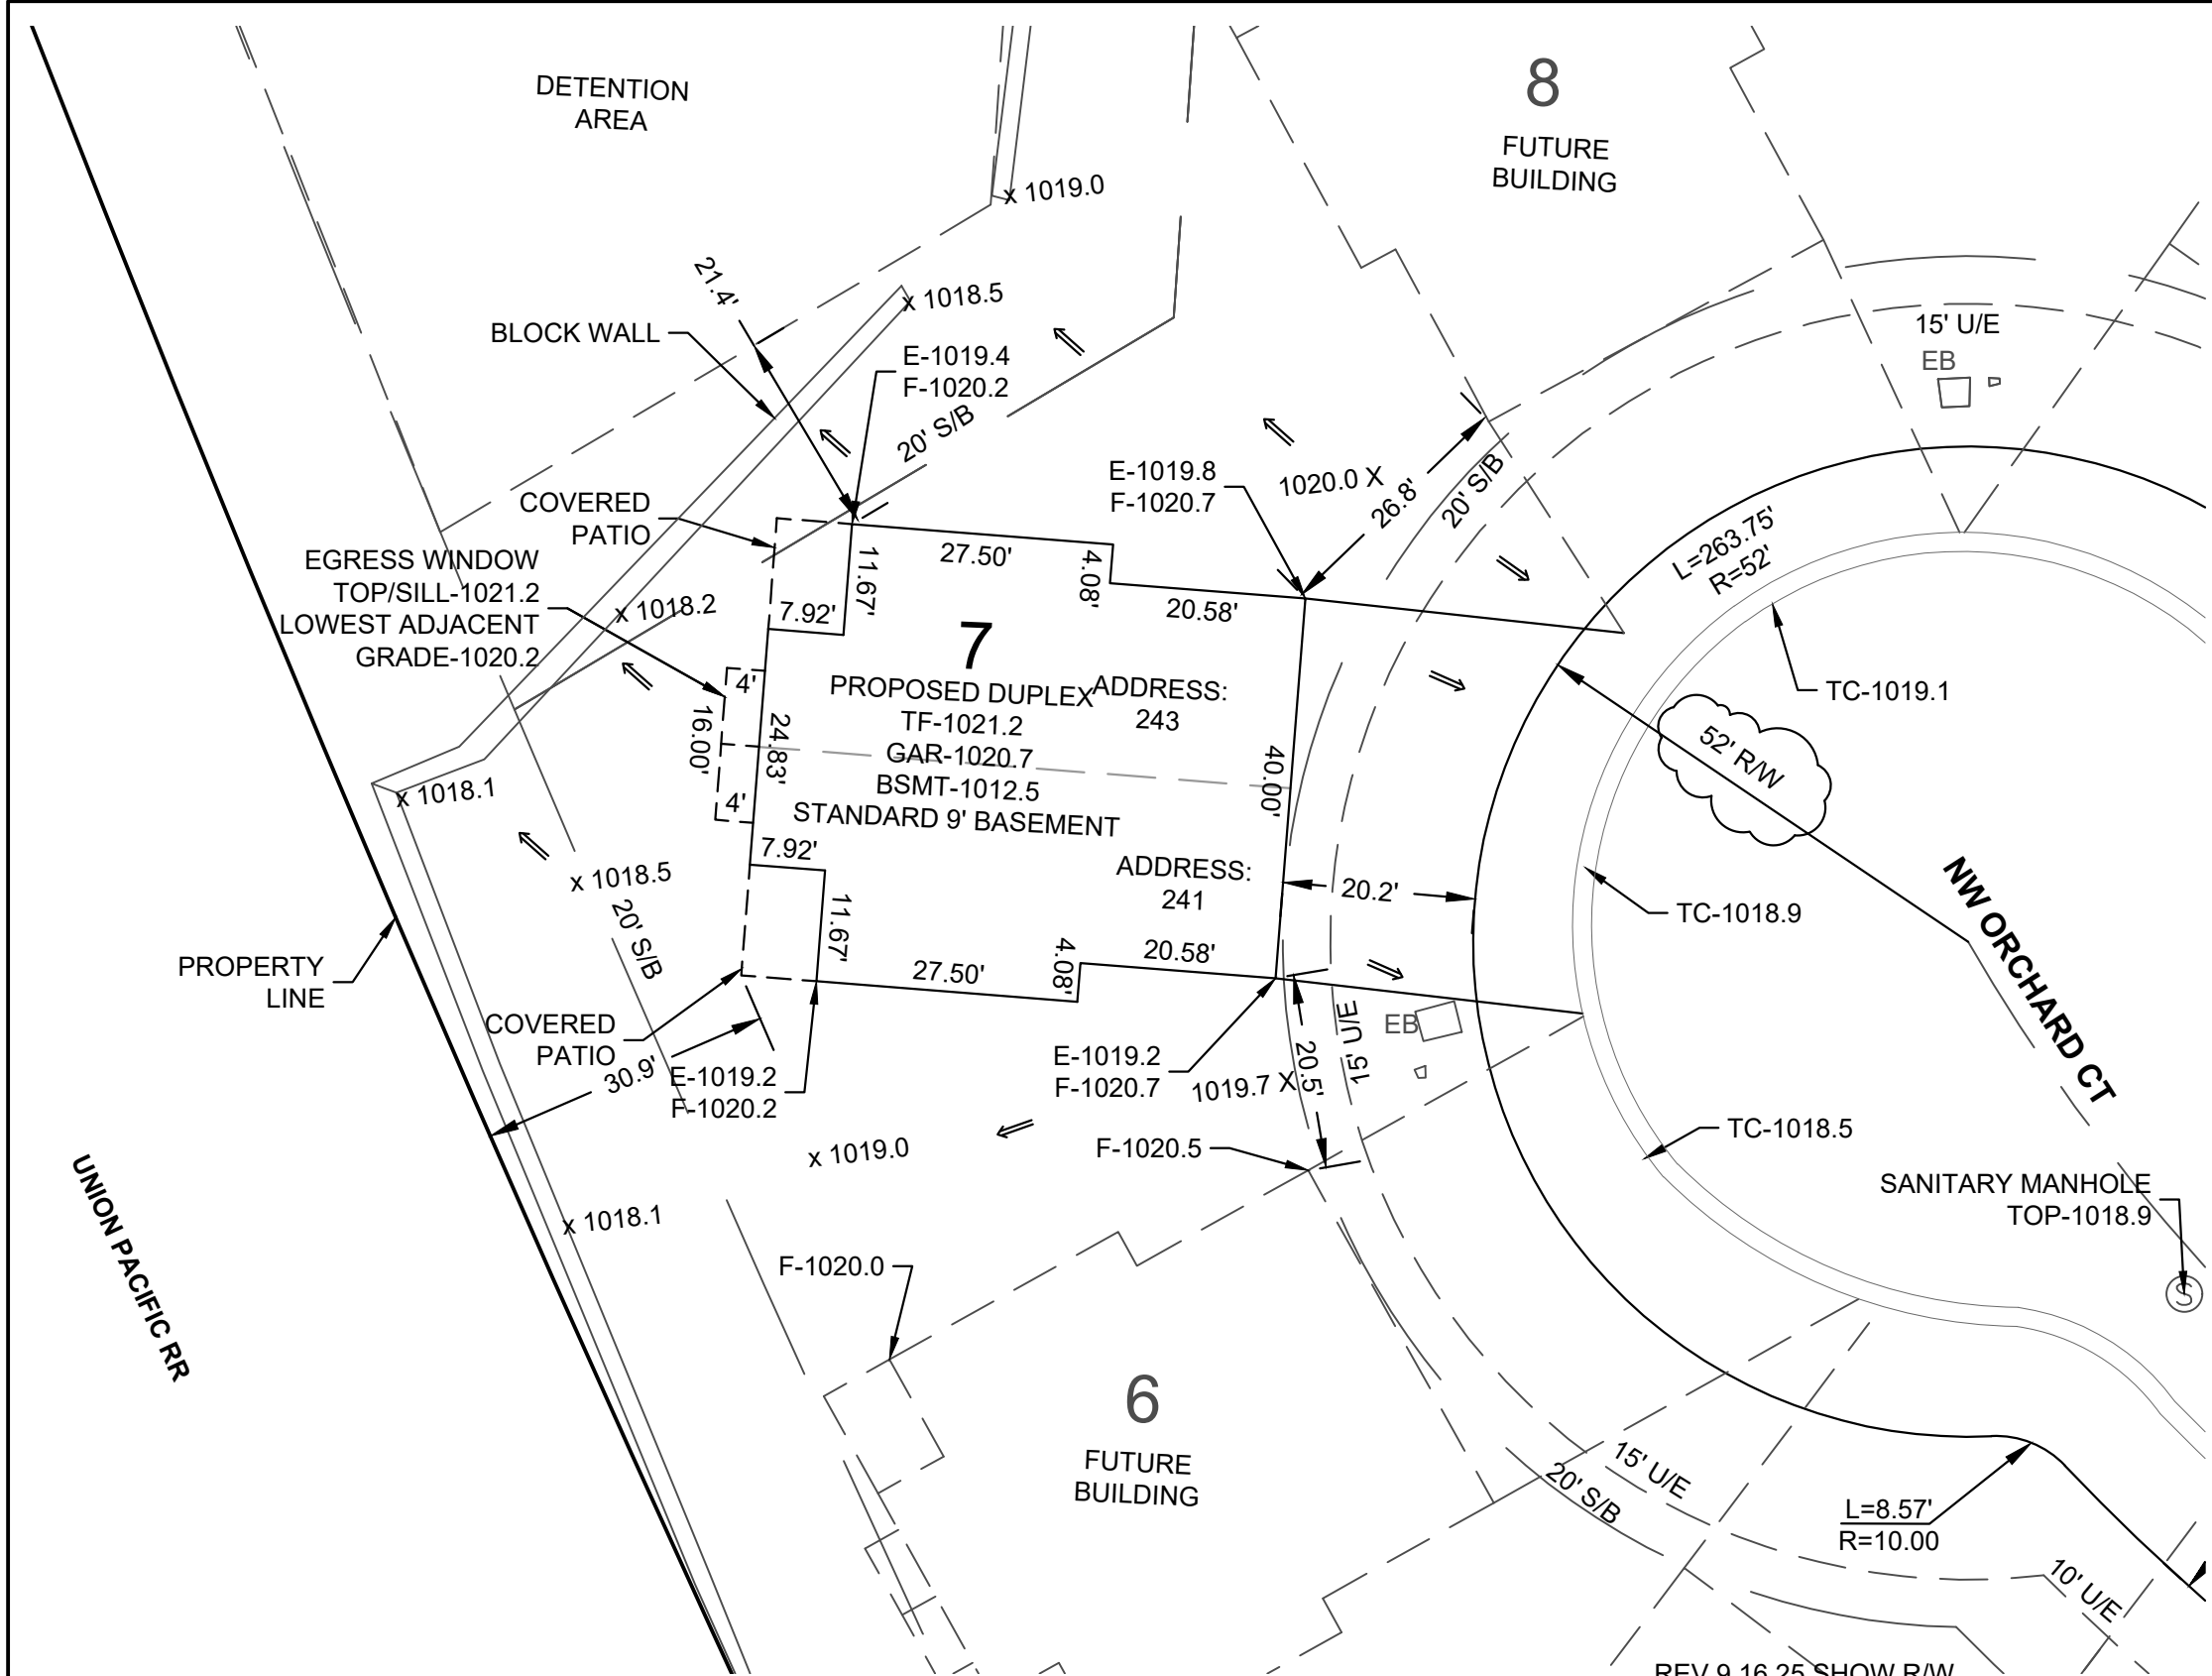 DETENTION
AREA
8
FUTURE
BUILDING
x 1019.0
21.4'
x 1018.5
BLOCK WALL
E-1019.4
F-1020.2
20' S/B
15' U/E
EB
COVERED
PATIO
E-1019.8
F-1020.7
1020.0 X
26.8'
20' S/B
L=263.75'
R=52'
EGRESS WINDOW
TOP/SILL-1021.2
LOWEST ADJACENT
GRADE-1020.2
x 1018.2
27.50'
11.67'
4.08'
20.58'
7.92'
7
4'
PROPOSED DUPLEX
TF-1021.2
GAR-1020.7
BSMT-1012.5
STANDARD 9' BASEMENT
ADDRESS:
243
16.00'
24.83'
40.00'
4'
TC-1019.1
52' R/W
x 1018.1
7.92'
x 1018.5
ADDRESS:
241
20.2'
TC-1018.9
NW ORCHARD CT
20' S/B
11.67'
27.50'
4.08'
20.58'
PROPERTY
LINE
COVERED
PATIO
30.9'
E-1019.2
F-1020.2
E-1019.2
F-1020.7
1019.7 X
20.5'
15' U/E
EB
x 1019.0
F-1020.5
TC-1018.5
SANITARY MANHOLE
TOP-1018.9
S
x 1018.1
UNION PACIFIC RR
F-1020.0
6
FUTURE
BUILDING
15' U/E
20' S/B
L=8.57'
R=10.00
10' U/E
REV 9.16.25 SHOW R/W